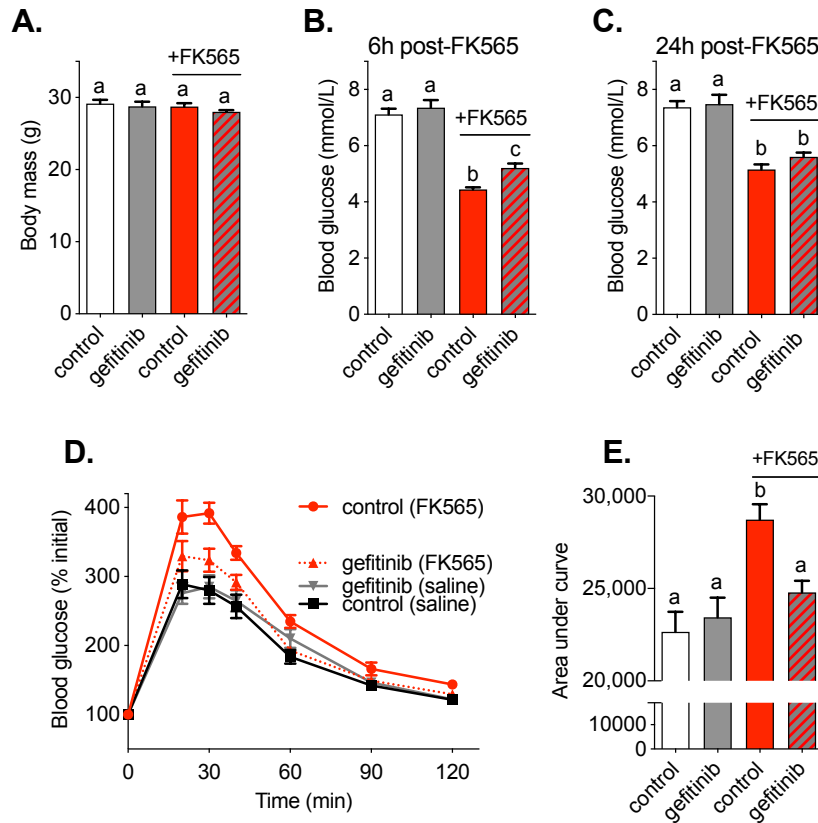 A.
+FK565
a a a a
Body mass (g)
40
30
20
10
0
control gefitinib control gefitinib
B.
6h post-FK565
+FK565
a a b c
Blood glucose (mmol/L)
8
6
4
2
0
control gefitinib control gefitinib
C.
24h post-FK565
+FK565
a a b b
Blood glucose (mmol/L)
8
6
4
2
0
control gefitinib control gefitinib
D.
Blood glucose (% initial)
400
300
200
100
0 30 60 90 120
Time (min)
control (FK565)
gefitinib (FK565)
gefitinib (saline)
control (saline)
E.
+FK565
a a b a
Area under curve
30,000
25,000
20,000
10000
0
control gefitinib control gefitinib